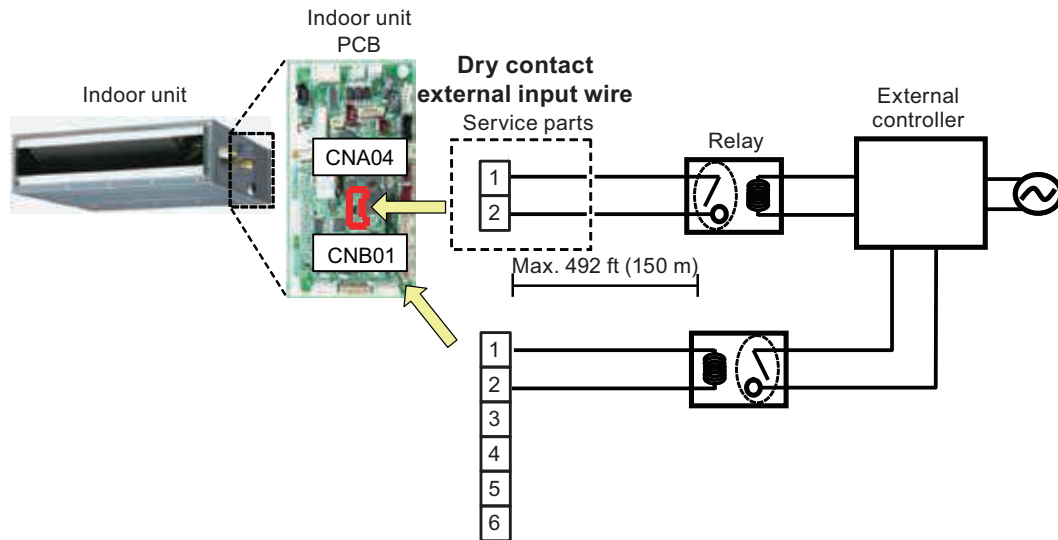 Indoor unit
Indoor unit
PCB
CNA04
CNB01
Dry contact
external input wire
Service parts
1
2
Relay
External
controller
Max. 492 ft (150 m)
1
2
3
4
5
6